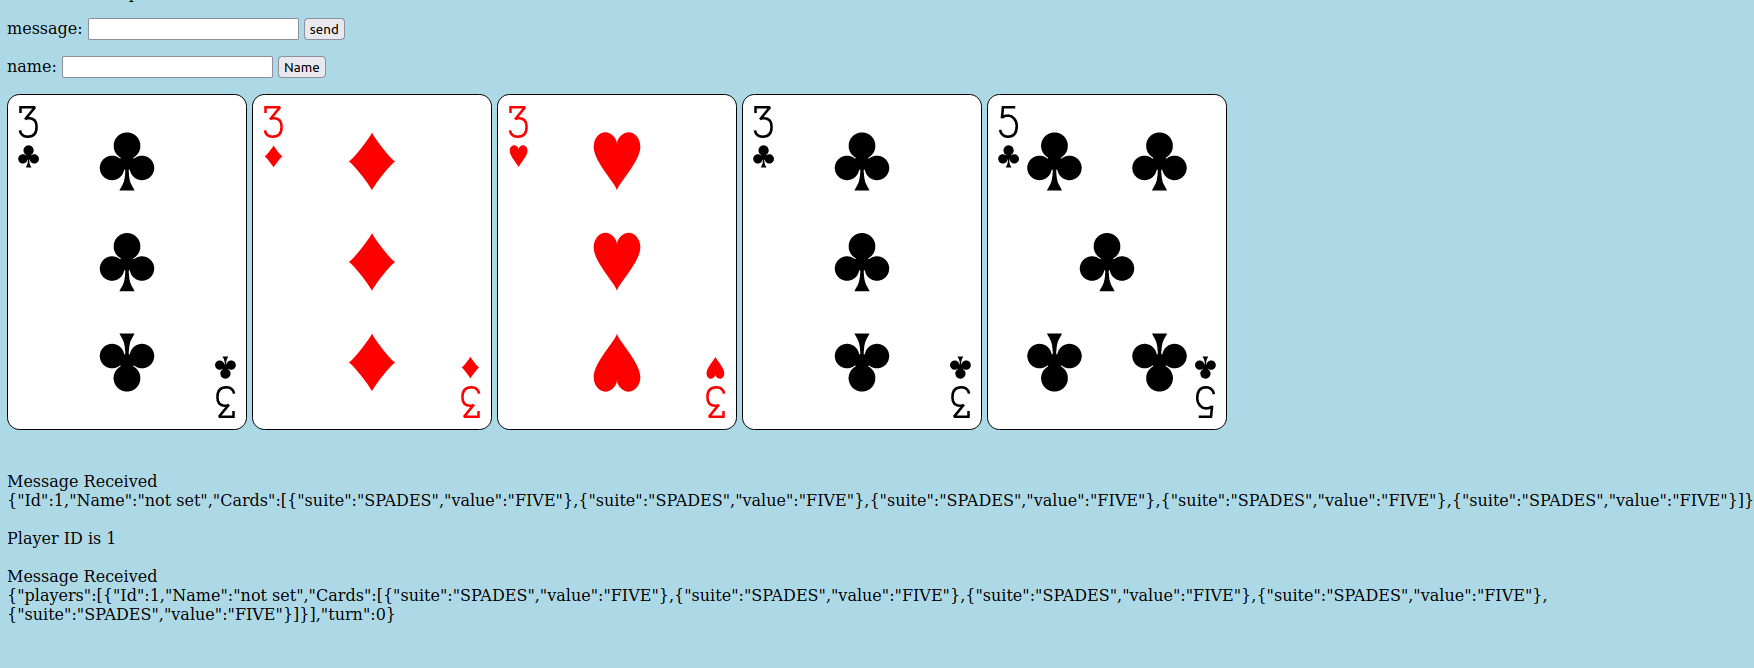 message: send
name: Name
3 3 3 3 5
3 3 3 3 5
Message Received
{"Id":1,"Name":"not set","Cards":[{"suite":"SPADES","value":"FIVE"},{"suite":"SPADES","value":"FIVE"},{"suite":"SPADES","value":"FIVE"},{"suite":"SPADES","value":"FIVE"},{"suite":"SPADES","value":"FIVE"}]}
Player ID is 1
Message Received
{"players":[{"Id":1,"Name":"not set","Cards":[{"suite":"SPADES","value":"FIVE"},{"suite":"SPADES","value":"FIVE"},{"suite":"SPADES","value":"FIVE"},{"suite":"SPADES","value":"FIVE"},
{"suite":"SPADES","value":"FIVE"}]}],"turn":0}